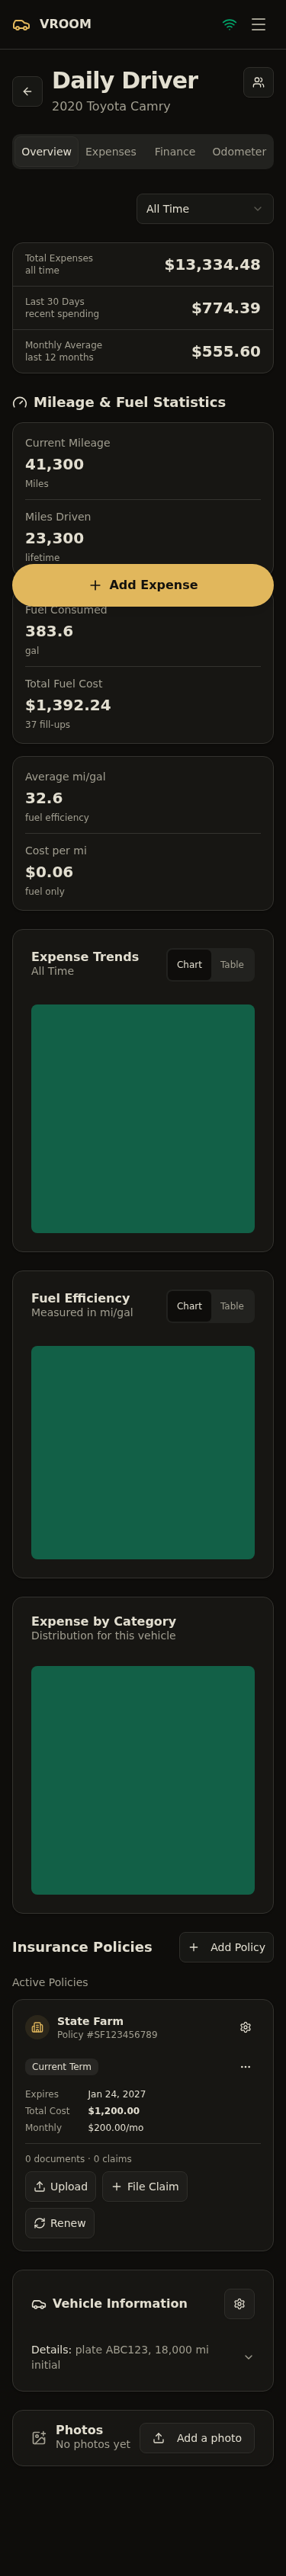 VROOM
Daily Driver
2020 Toyota Camry
Overview Expenses Finance Odometer
All Time
Total Expenses
all time
$13,334.48
Last 30 Days
recent spending
$774.39
Monthly Average
last 12 months
$555.60
Mileage & Fuel Statistics
Current Mileage
41,300
Miles
Miles Driven
23,300
lifetime
Add Expense
Fuel Consumed
383.6
gal
Total Fuel Cost
$1,392.24
37 fill-ups
Average mi/gal
32.6
fuel efficiency
Cost per mi
$0.06
fuel only
Expense Trends
All Time
Chart Table
Fuel Efficiency
Measured in mi/gal
Chart Table
Expense by Category
Distribution for this vehicle
Insurance Policies
Add Policy
Active Policies
State Farm
Policy #SF123456789
Current Term
Expires Jan 24, 2027
Total Cost $1,200.00
Monthly $200.00/mo
0 documents · 0 claims
Upload File Claim
Renew
Vehicle Information
Details: plate ABC123, 18,000 mi
initial
Photos
No photos yet
Add a photo